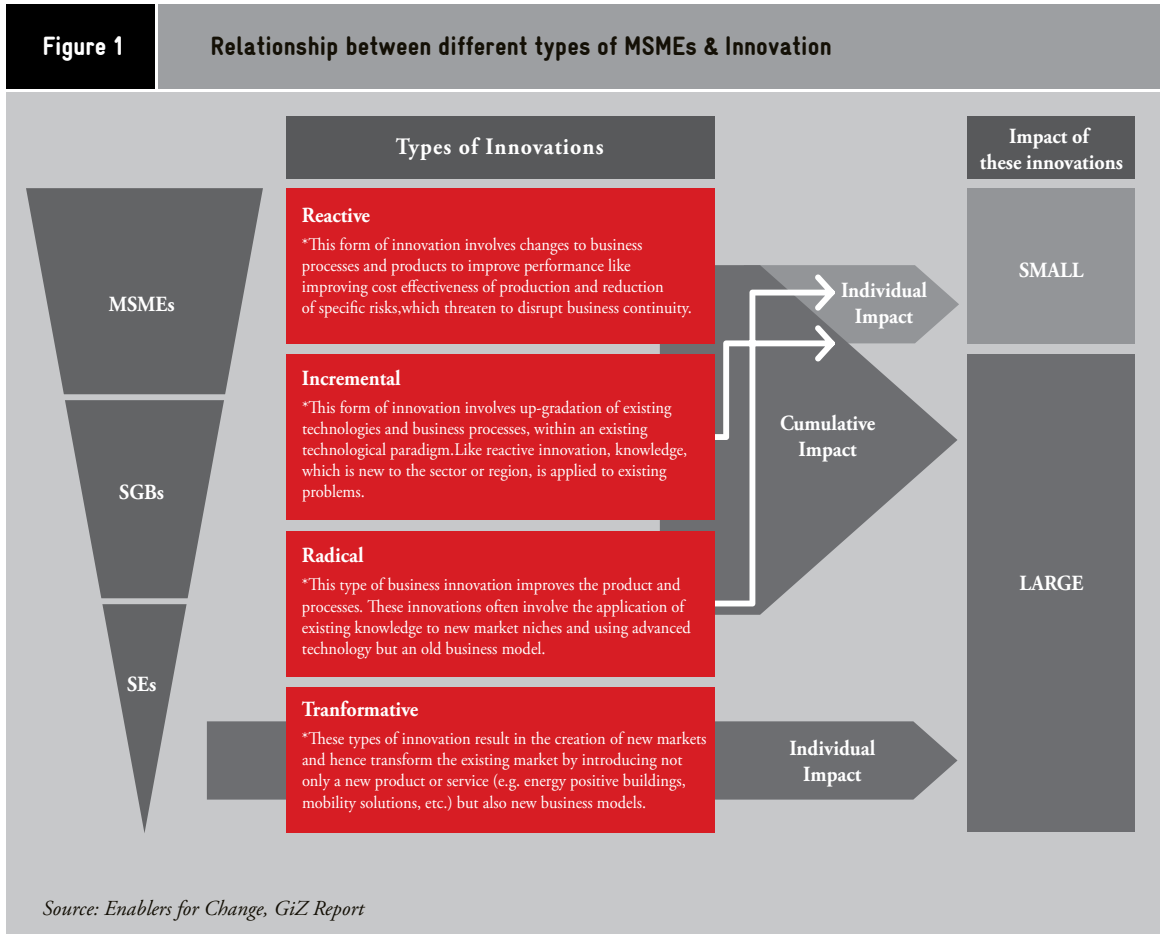 Figure 1
Relationship between different types of MSMEs & Innovation
Types of Innovations
Impact of
these innovations
MSMEs
SGBs
SEs
Reactive
*This form of innovation involves changes to business
processes and products to improve performance like
improving cost effectiveness of production and reduction
of specific risks,which threaten to disrupt business continuity.
Incremental
*This form of innovation involves up-gradation of existing
technologies and business processes, within an existing
technological paradigm.Like reactive innovation, knowledge,
which is new to the sector or region, is applied to existing
problems.
Radical
*This type of business innovation improves the product and
processes. These innovations often involve the application of
existing knowledge to new market niches and using advanced
technology but an old business model.
Tranformative
*These types of innovation result in the creation of new markets
and hence transform the existing market by introducing not
only a new product or service (e.g. energy positive buildings,
mobility solutions, etc.) but also new business models.
Individual
Impact
Cumulative
Impact
Individual
Impact
SMALL
LARGE
Source: Enablers for Change, GiZ Report